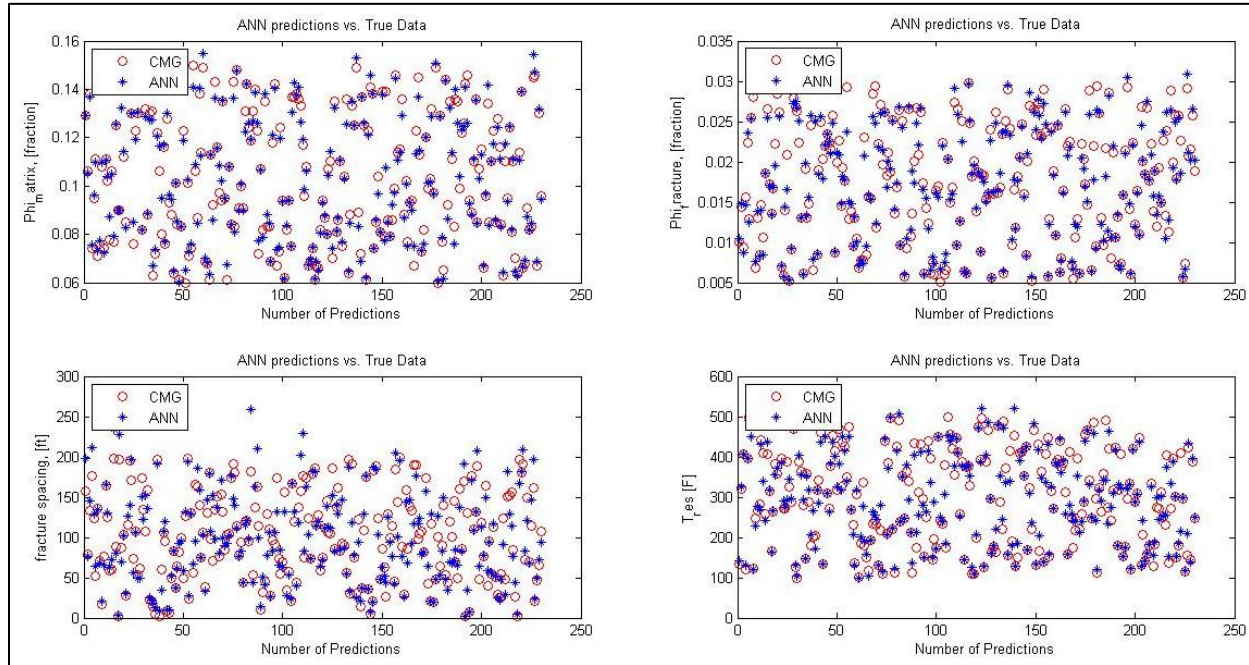 ANN predictions vs. True Data
0.16
0.14
0.12
0.1
0.08
0.06
Phi_matrix, [fraction]
CMG
ANN
0 50 100 150 200 250
Number of Predictions
ANN predictions vs. True Data
0.035
0.03
0.025
0.02
0.015
0.01
0.005
Phi_fracture, [fraction]
CMG
ANN
0 50 100 150 200 250
Number of Predictions
ANN predictions vs. True Data
300
250
200
150
100
50
0
fracture spacing, [ft]
CMG
ANN
0 50 100 150 200 250
Number of Predictions
ANN predictions vs. True Data
600
500
400
300
200
100
0
T_res [F]
CMG
ANN
0 50 100 150 200 250
Number of Predictions